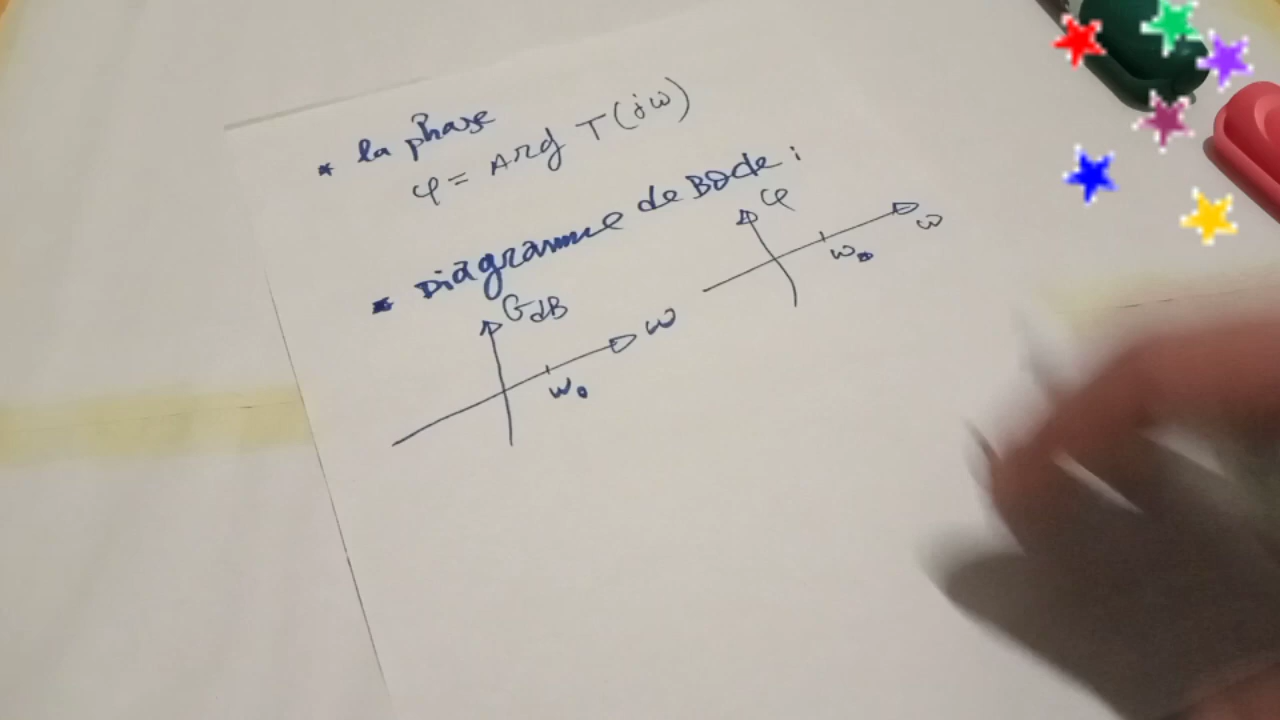 * la phase
φ = Arg T(jω)
* Diagramme de BOde :
φ
ω
ω₀
GdB
ω
ω₀